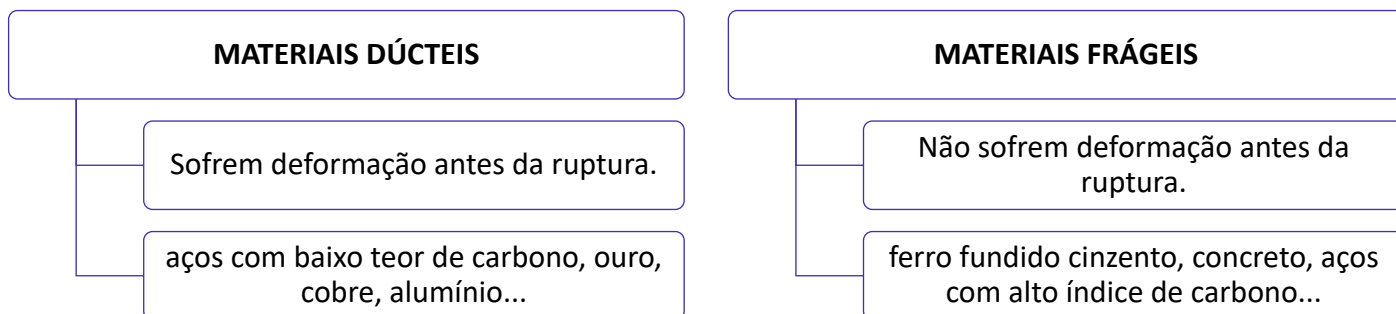 MATERIAIS DÚCTEIS
Sofrem deformação antes da ruptura.
aços com baixo teor de carbono, ouro,
cobre, alumínio...
MATERIAIS FRÁGEIS
Não sofrem deformação antes da
ruptura.
ferro fundido cinzento, concreto, aços
com alto índice de carbono...